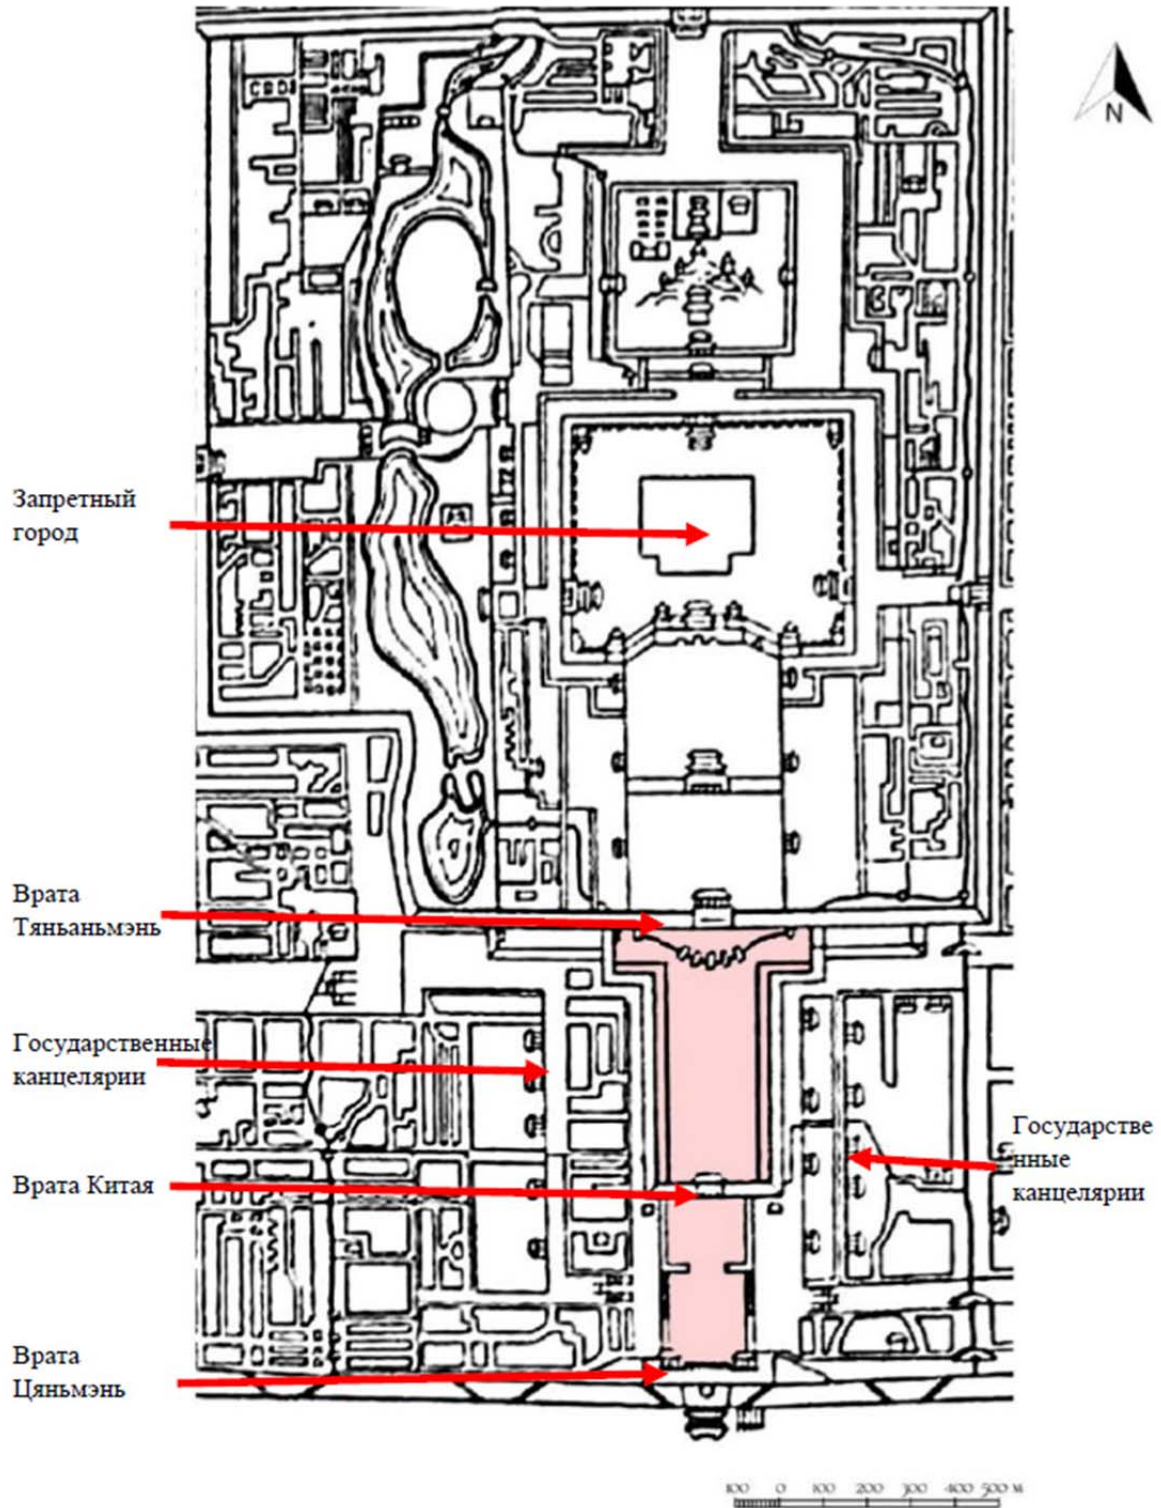 N
Запретный
город
Врата
Тяньаньмэнь
Государственные
канцелярии
Государстве
нные
канцелярии
Врата Китая
Врата
Цяньмэнь
100 0 100 200 300 400 500 м